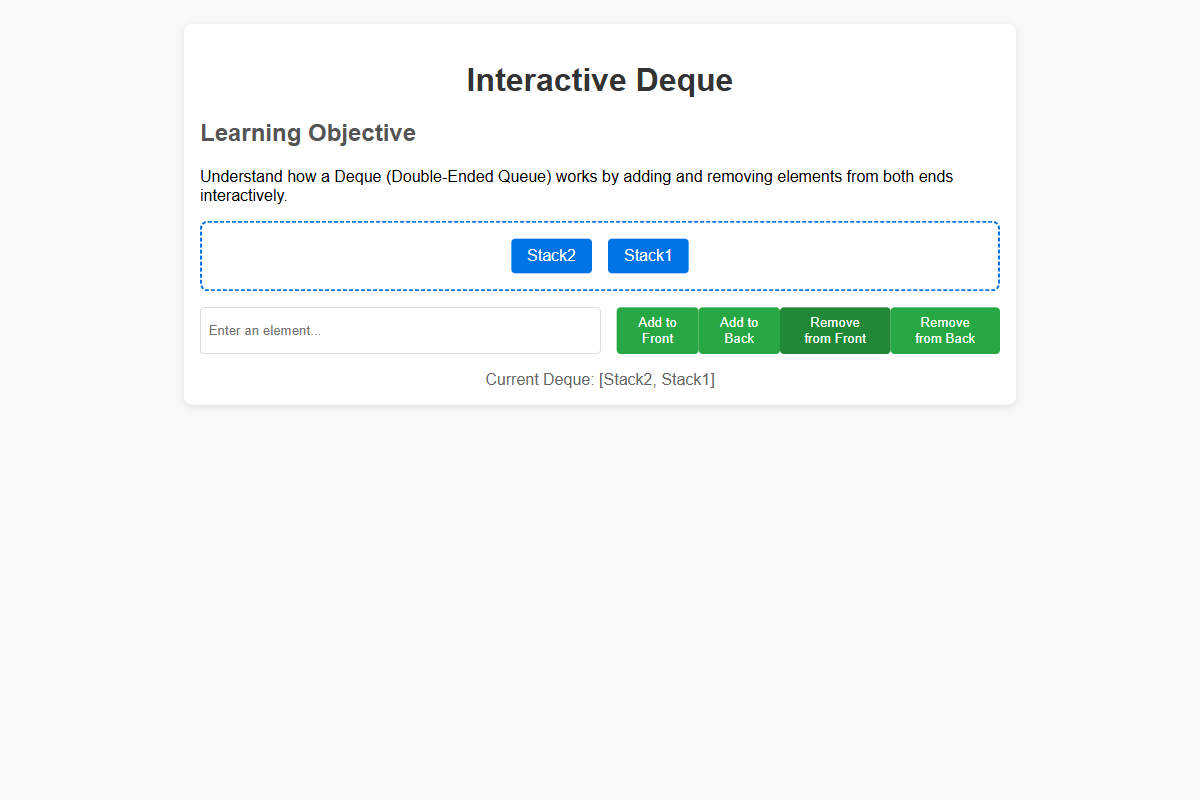 Interactive Deque
Learning Objective
Understand how a Deque (Double-Ended Queue) works by adding and removing elements from both ends
interactively.
Stack2 Stack1
Enter an element...
Add to
Front
Add to
Back
Remove
from Front
Remove
from Back
Current Deque: [Stack2, Stack1]